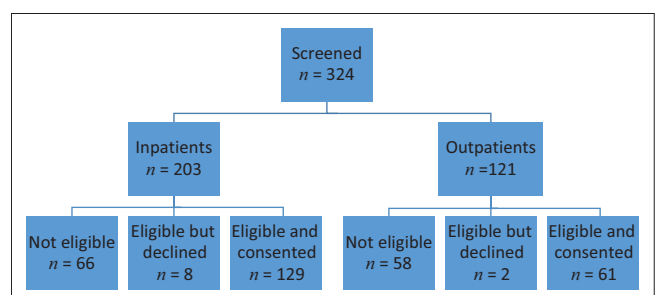 Screened
n = 324
Inpatients
n = 203
Outpatients
n =121
Not eligible
n = 66
Eligible but
declined
n = 8
Eligible and
consented
n = 129
Not eligible
n = 58
Eligible but
declined
n = 2
Eligible and
consented
n = 61